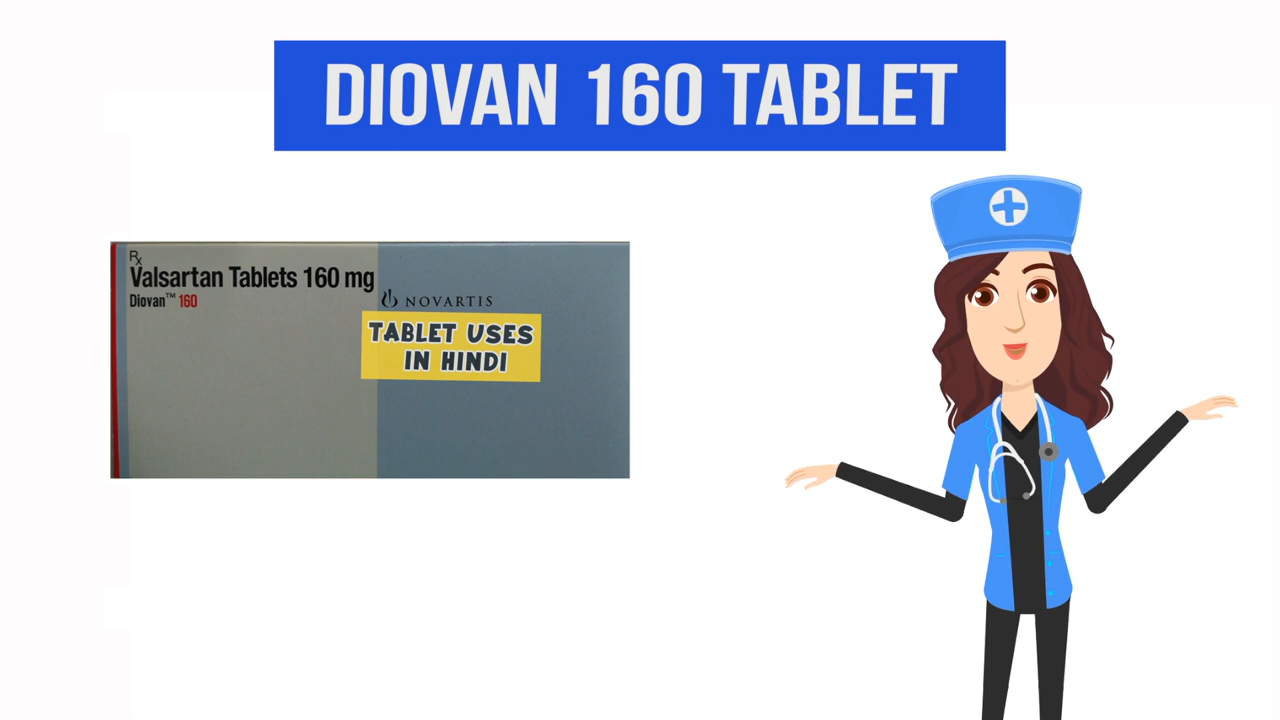 DIOVAN 160 TABLET
Rx
Valsartan Tablets 160 mg
Diovan™ 160
NOVARTIS
TABLET USES
IN HINDI